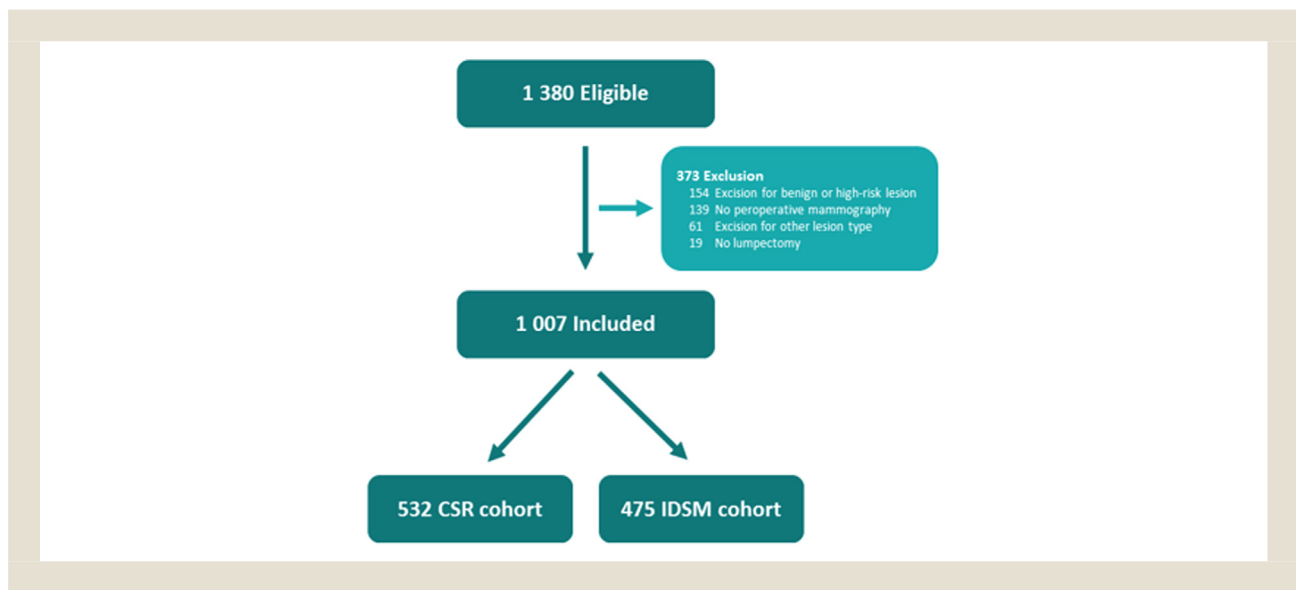 1 380 Eligible
373 Exclusion
154 Excision for benign or high-risk lesion
139 No peroperative mammography
61 Excision for other lesion type
19 No lumpectomy
1 007 Included
532 CSR cohort
475 IDSM cohort